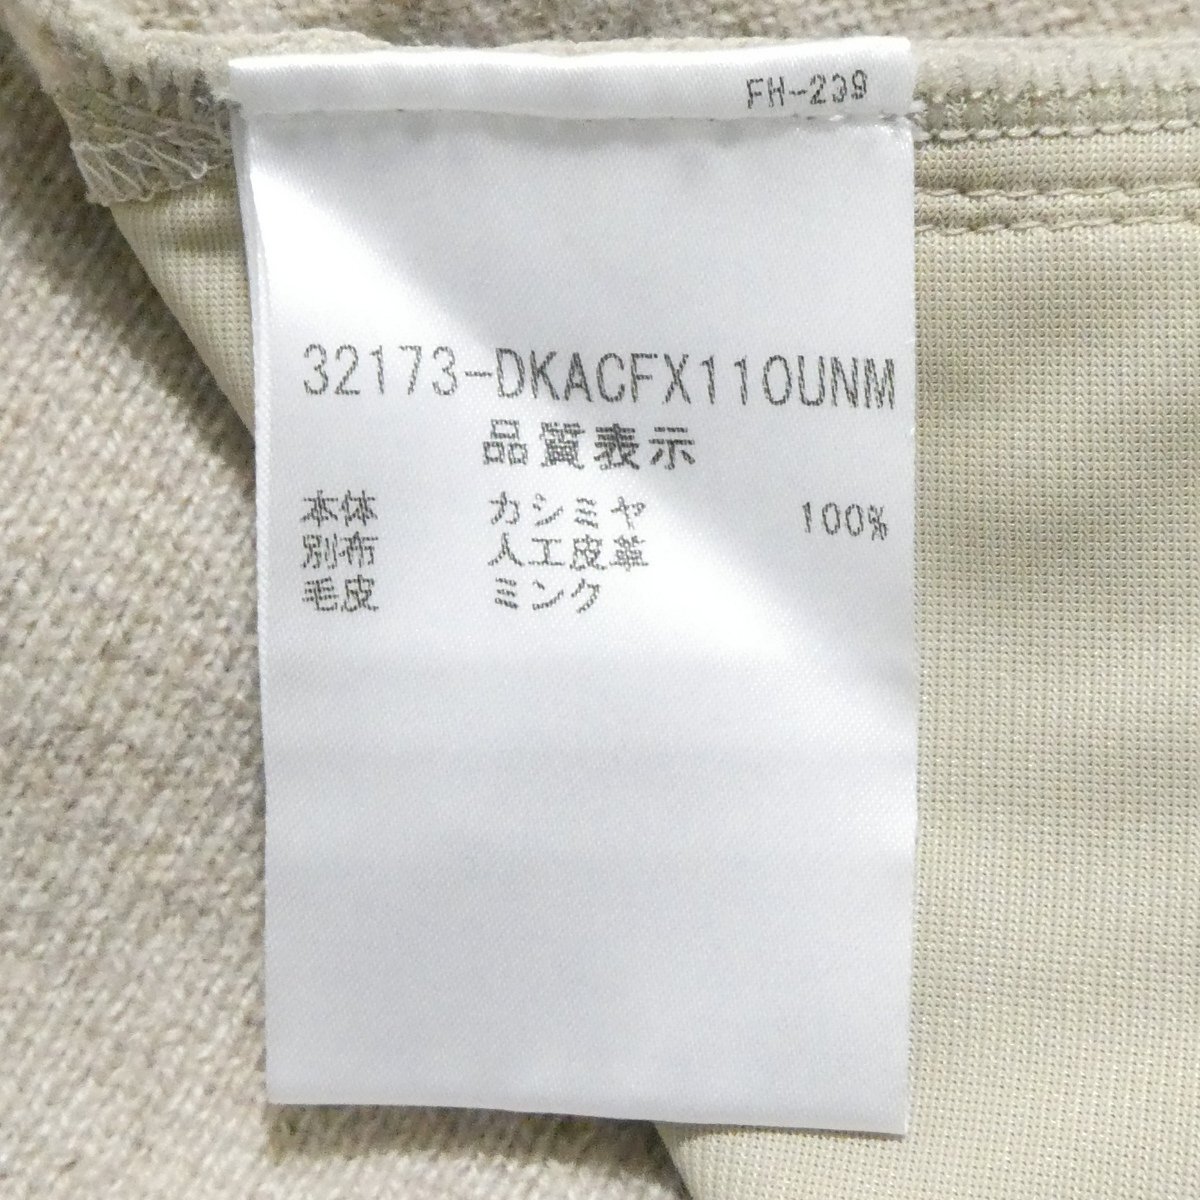 FH-239
32173-DKACFX110UNM
品質表示
本体 カシミヤ 100%
別布 人工皮革
毛皮 ミンク